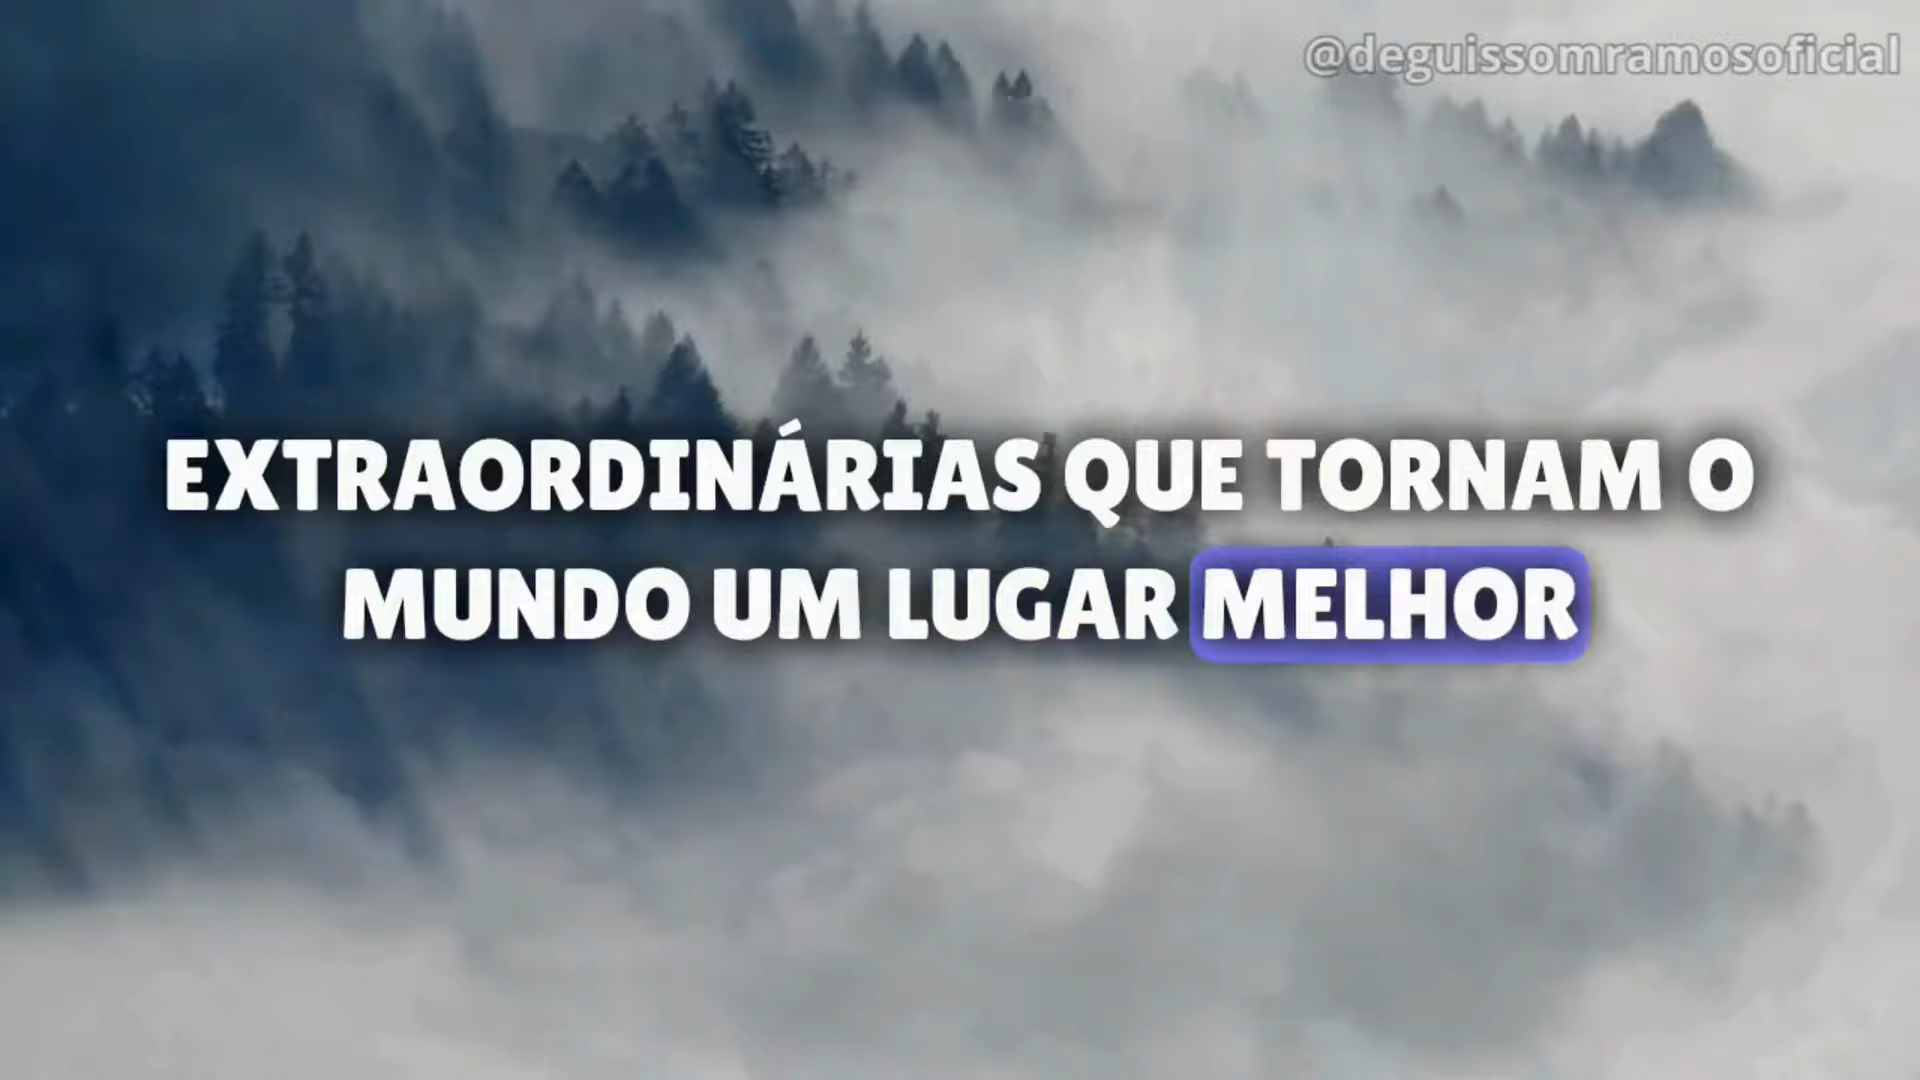 @deguissomramosoficial
EXTRAORDINÁRIAS QUE TORNAM O
MUNDO UM LUGAR MELHOR